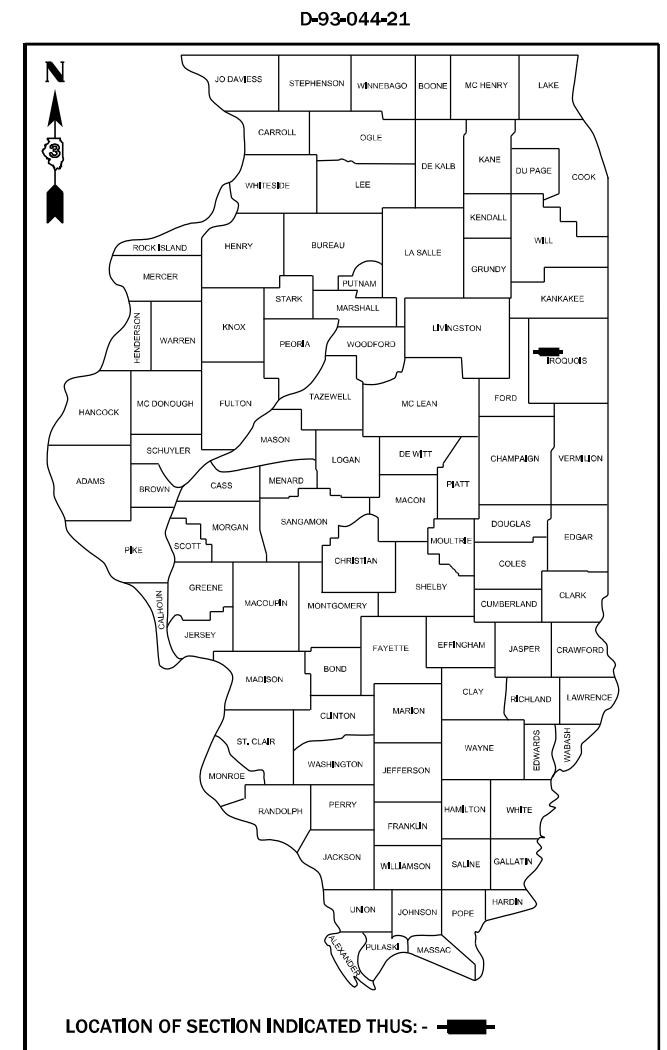 D-93-044-21
N
3
JO DAVIESS
STEPHENSON
WINNEBAGO
BOONE
MC HENRY
LAKE
CARROLL
OGLE
DE KALB
KANE
DU PAGE
COOK
WHITESIDE
LEE
KENDALL
WILL
ROCK ISLAND
HENRY
BUREAU
LA SALLE
GRUNDY
MERCER
PUTNAM
STARK
MARSHALL
KANKAKEE
HENDERSON
WARREN
KNOX
PEORIA
WOODFORD
LIVINGSTON
IROQUOIS
HANCOCK
MC DONOUGH
FULTON
TAZEWELL
MC LEAN
FORD
MASON
SCHUYLER
LOGAN
DE WITT
CHAMPAIGN
VERMILION
ADAMS
BROWN
CASS
MENARD
PIATT
MACON
MORGAN
SANGAMON
DOUGLAS
EDGAR
PIKE
SCOTT
CHRISTIAN
MOULTRIE
COLES
GREENE
MACOUPIN
MONTGOMERY
SHELBY
CUMBERLAND
CLARK
CALHOUN
JERSEY
FAYETTE
EFFINGHAM
JASPER
CRAWFORD
BOND
MADISON
CLAY
RICHLAND
LAWRENCE
CLINTON
MARION
ST. CLAIR
WAYNE
EDWARDS
WABASH
WASHINGTON
JEFFERSON
MONROE
RANDOLPH
PERRY
HAMILTON
WHITE
FRANKLIN
JACKSON
WILLIAMSON
SALINE
GALLATIN
UNION
JOHNSON
POPE
HARDIN
ALEXANDER
PULASKI
MASSAC
LOCATION OF SECTION INDICATED THUS: -